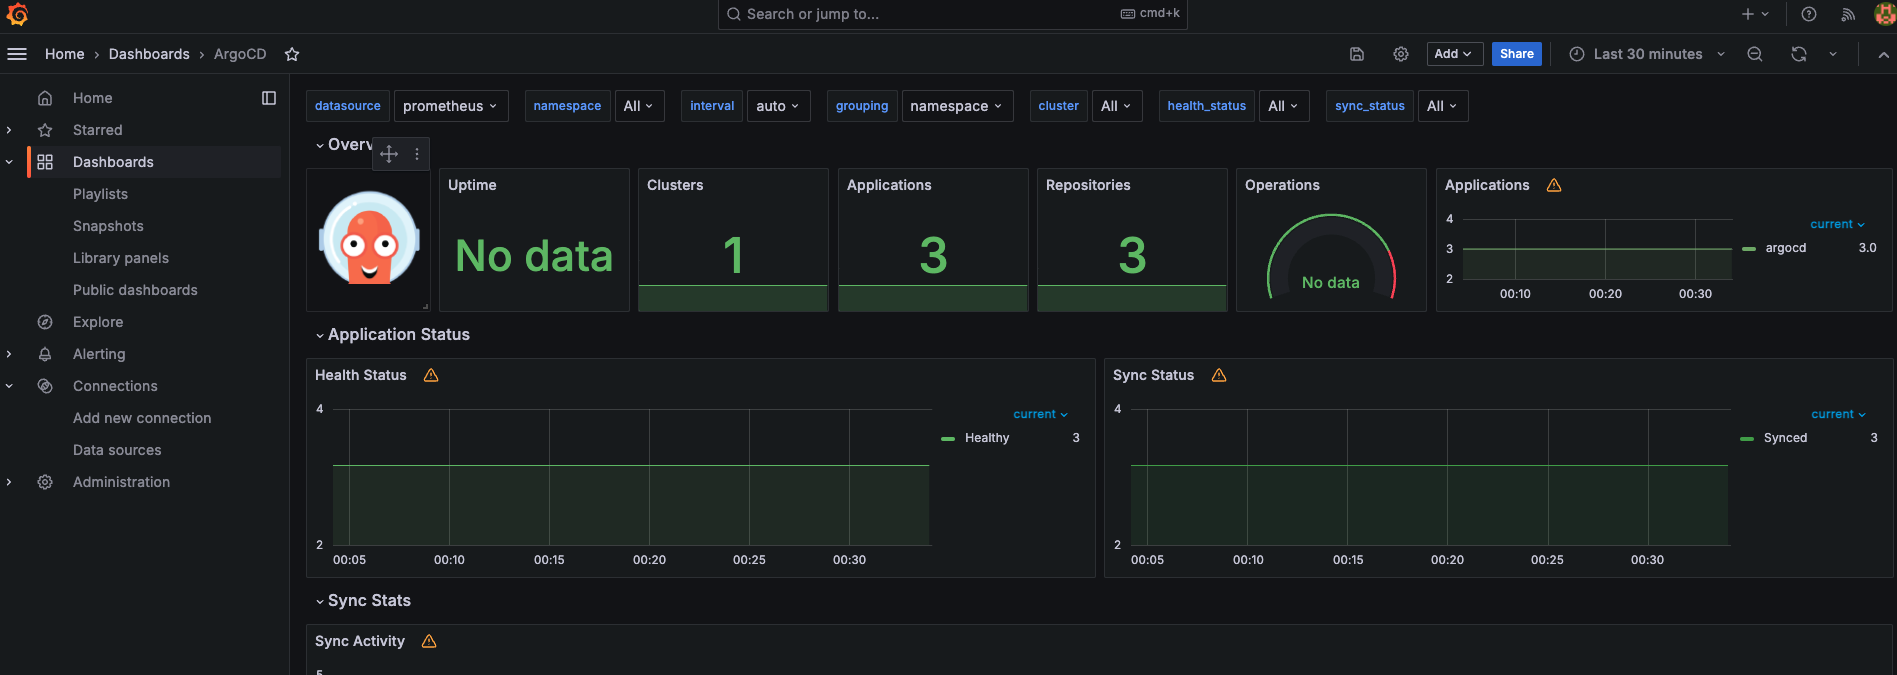 Search or jump to...
cmd+k
Home › Dashboards › ArgoCD
Add
Share
Last 30 minutes
Home
Starred
Dashboards
Playlists
Snapshots
Library panels
Public dashboards
Explore
Alerting
Connections
Add new connection
Data sources
Administration
datasource prometheus namespace All interval auto grouping namespace cluster All health_status All sync_status All
Overv
Uptime
No data
Clusters
1
Applications
3
Repositories
3
Operations
No data
Applications
4
3
2
00:10 00:20 00:30
current
argocd 3.0
Application Status
Health Status
4
2
00:05 00:10 00:15 00:20 00:25 00:30
current
Healthy 3
Sync Status
4
2
00:05 00:10 00:15 00:20 00:25 00:30
current
Synced 3
Sync Stats
Sync Activity
5